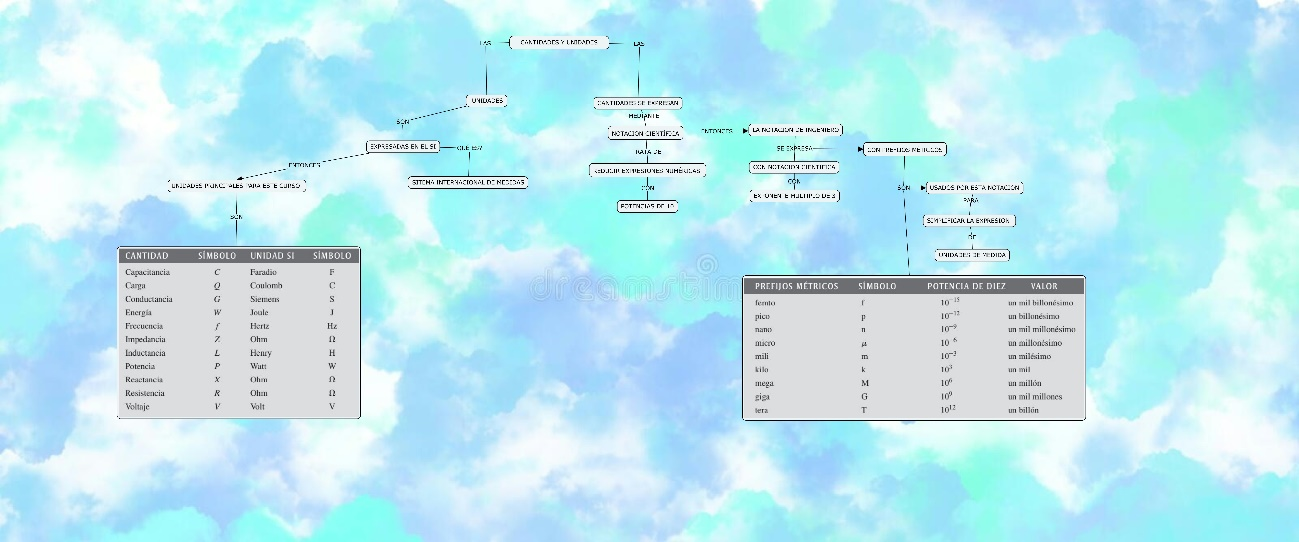 CANTIDADES Y UNIDADES
LAS
LAS
UNIDADES
SON
EXPRESADAS EN EL SI
QUE ES?
SITEMA INTERNACIONAL DE MEDIDAS
ENTONCES
UNIDADES PRINCIPALES PARA ESTE CURSO
SON
CANTIDAD SÍMBOLO UNIDAD SI SÍMBOLO
Capacitancia C Faradio F
Carga Q Coulomb C
Conductancia G Siemens S
Energía W Joule J
Frecuencia f Hertz Hz
Impedancia Z Ohm Ω
Inductancia L Henry H
Potencia P Watt W
Reactancia X Ohm Ω
Resistencia R Ohm Ω
Voltaje V Volt V
CANTIDADES SE EXPRESAN
MEDIANTE
NOTACION CIENTÍFICA
TRATA DE
REDUCIR EXPRESIONES NUMÉRICAS
CON
POTENCIAS DE 10
ENTONCES
LA NOTACION DE INGENIERO
SE EXPRESA
CON NOTACION CIENTIFICA
CON
EXPONENTE MULTIPLO DE 3
CON PREFIJOS METRICOS
SON
USADOS POR ESTA NOTACION
PARA
SIMPLIFICAR LA EXPRESION
DE
UNIDADES DE MEDIDA
PREFIJOS MÉTRICOS SÍMBOLO POTENCIA DE DIEZ VALOR
femto f 10⁻¹⁵ un mil billonésimo
pico p 10⁻¹² un billonésimo
nano n 10⁻⁹ un mil millonésimo
micro μ 10⁻⁶ un millonésimo
mili m 10⁻³ un milésimo
kilo k 10³ un mil
mega M 10⁶ un millón
giga G 10⁹ un mil millones
tera T 10¹² un billón
dreamstime